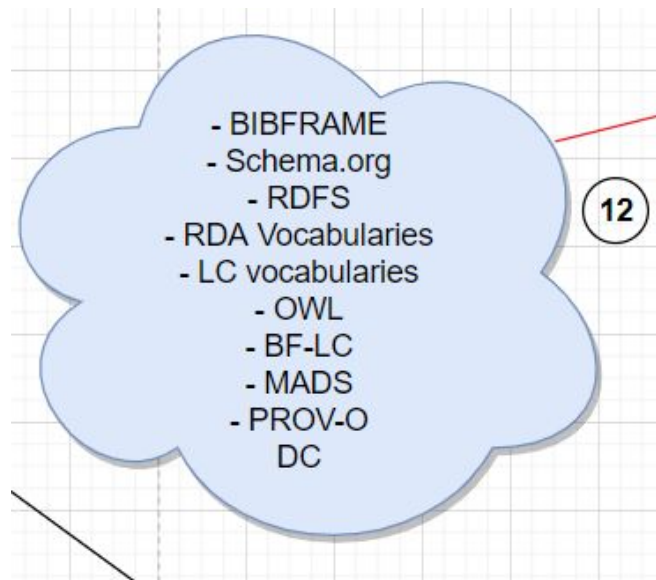 - BIBFRAME
- Schema.org
- RDFS
- RDA Vocabularies
- LC vocabularies
- OWL
- BF-LC
- MADS
- PROV-O
DC
12